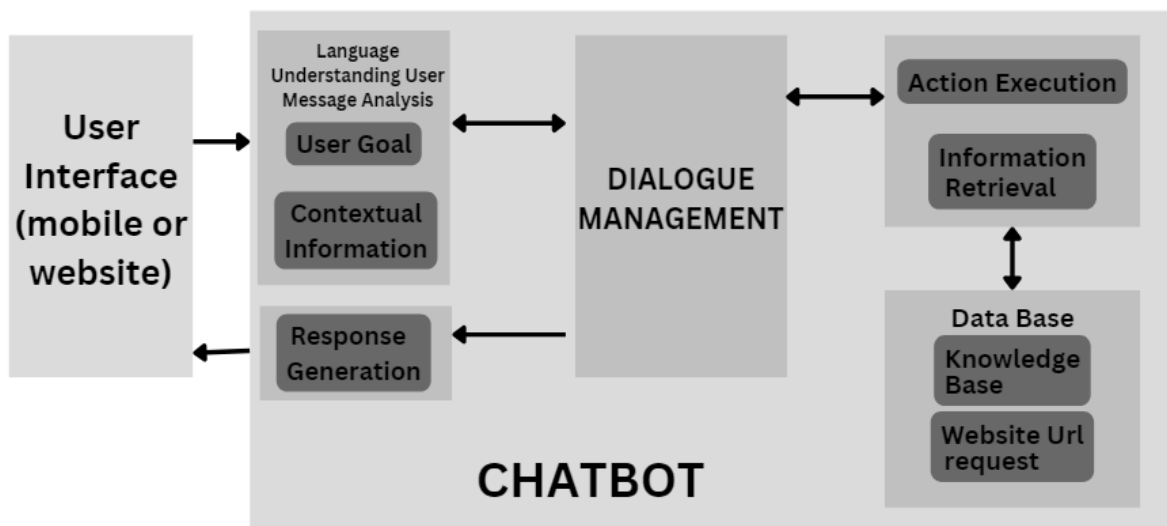 User
Interface
(mobile or
website)
Language
Understanding User
Message Analysis
User Goal
Contextual
Information
Response
Generation
DIALOGUE
MANAGEMENT
Action Execution
Information
Retrieval
Data Base
Knowledge
Base
Website Url
request
CHATBOT